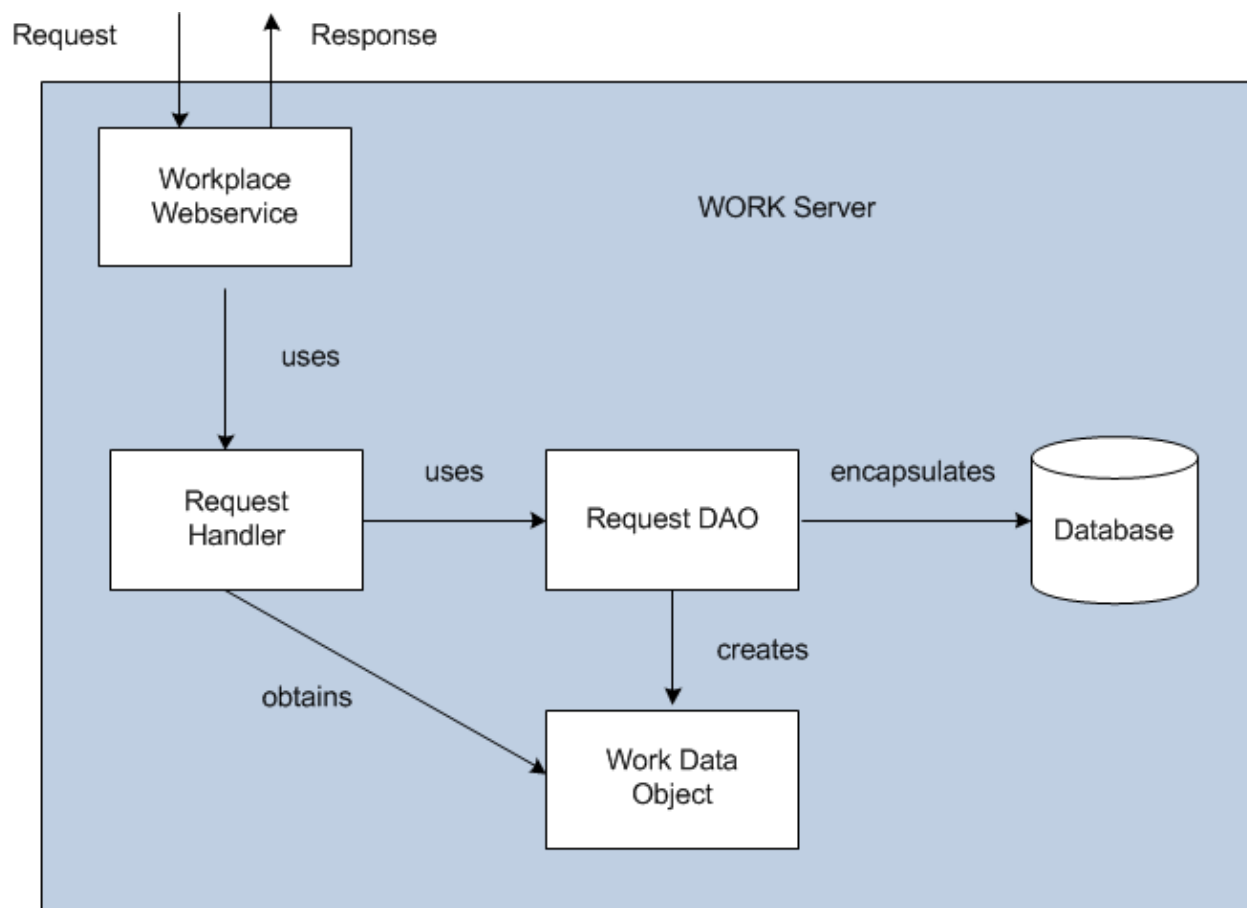 Request
Response
Workplace
Webservice
WORK Server
uses
Request
Handler
uses
Request DAO
encapsulates
Database
creates
obtains
Work Data
Object